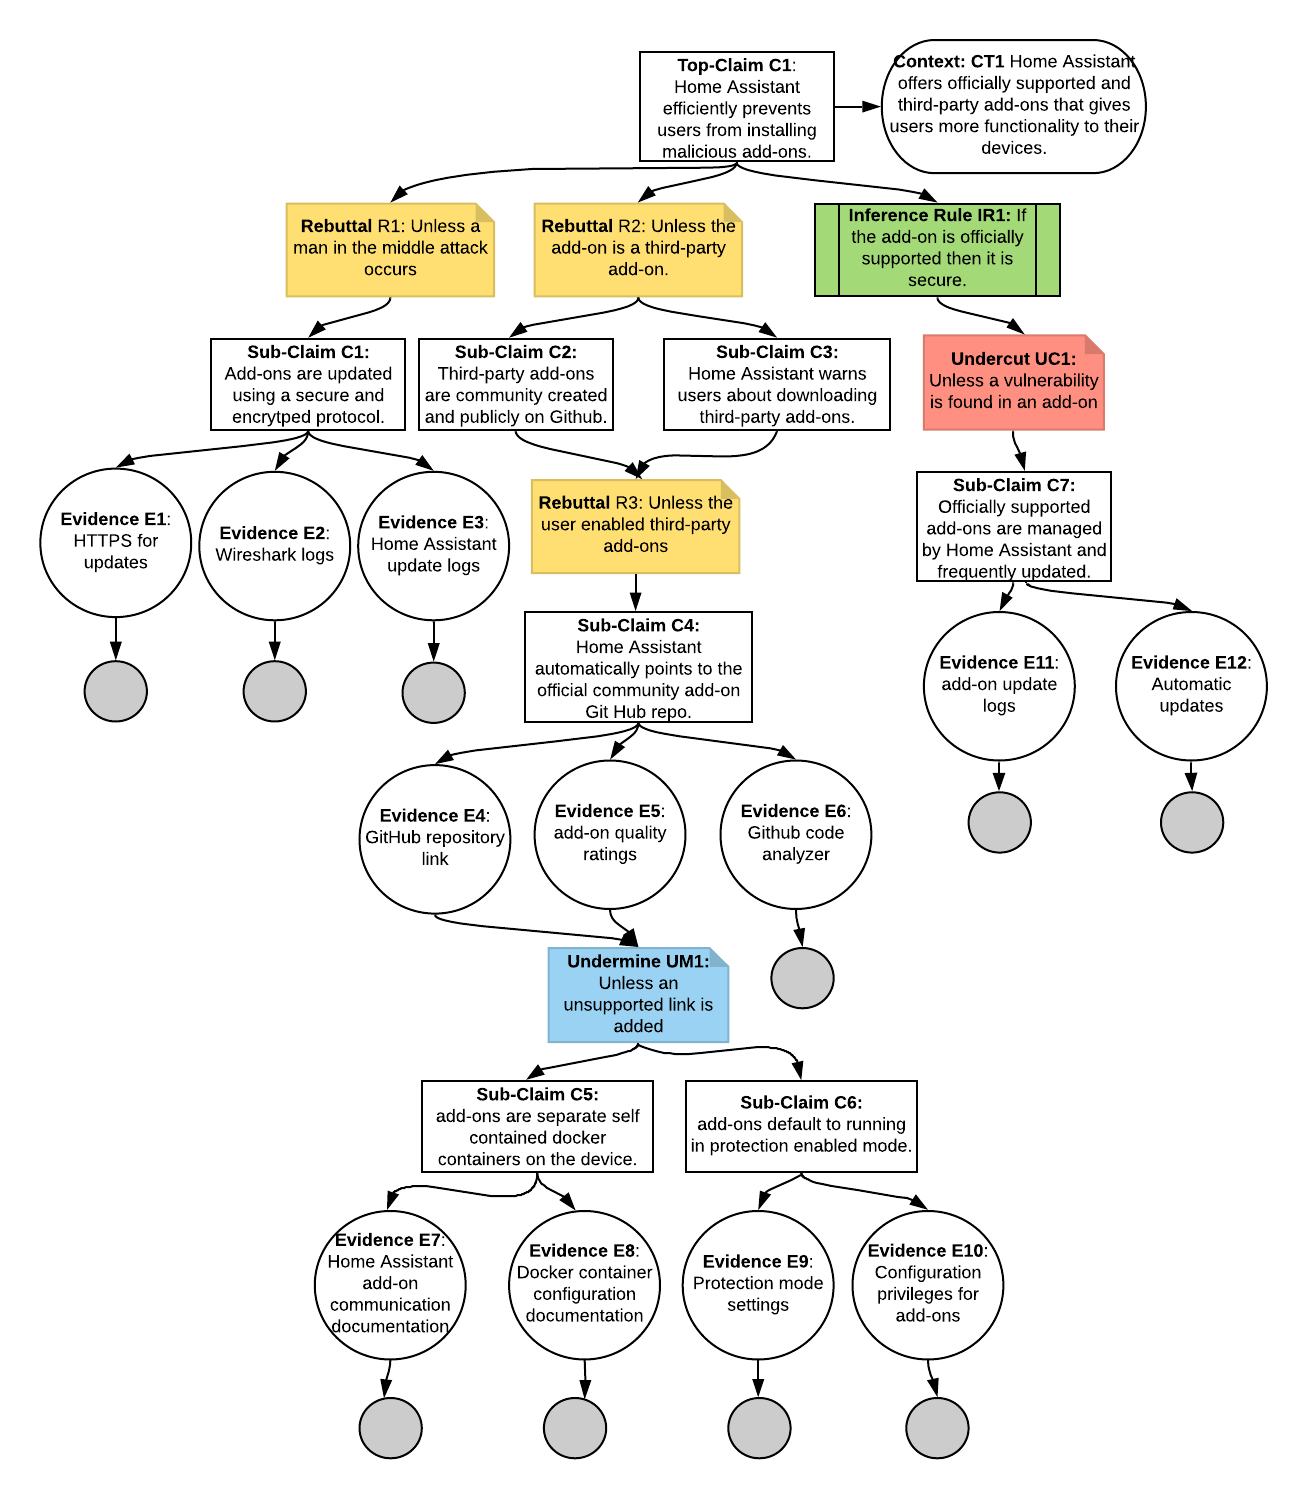 Top-Claim C1:
Home Assistant
efficiently prevents
users from installing
malicious add-ons.
Context: CT1 Home Assistant
offers officially supported and
third-party add-ons that gives
users more functionality to their
devices.
Rebuttal R1: Unless a
man in the middle attack
occurs
Rebuttal R2: Unless the
add-on is a third-party
add-on.
Inference Rule IR1: If
the add-on is officially
supported then it is
secure.
Sub-Claim C1:
Add-ons are updated
using a secure and
encrytped protocol.
Sub-Claim C2:
Third-party add-ons
are community created
and publicly on Github.
Sub-Claim C3:
Home Assistant warns
users about downloading
third-party add-ons.
Undercut UC1:
Unless a vulnerability
is found in an add-on
Evidence E1:
HTTPS for
updates
Evidence E2:
Wireshark logs
Evidence E3:
Home Assistant
update logs
Rebuttal R3: Unless the
user enabled third-party
add-ons
Sub-Claim C7:
Officially supported
add-ons are managed
by Home Assistant and
frequently updated.
Sub-Claim C4:
Home Assistant
automatically points to the
official community add-on
Git Hub repo.
Evidence E11:
add-on update
logs
Evidence E12:
Automatic
updates
Evidence E4:
GitHub repository
link
Evidence E5:
add-on quality
ratings
Evidence E6:
Github code
analyzer
Undermine UM1:
Unless an
unsupported link is
added
Sub-Claim C5:
add-ons are separate self
contained docker
containers on the device.
Sub-Claim C6:
add-ons default to running
in protection enabled mode.
Evidence E7:
Home Assistant
add-on
communication
documentation
Evidence E8:
Docker container
configuration
documentation
Evidence E9:
Protection mode
settings
Evidence E10:
Configuration
privileges for
add-ons